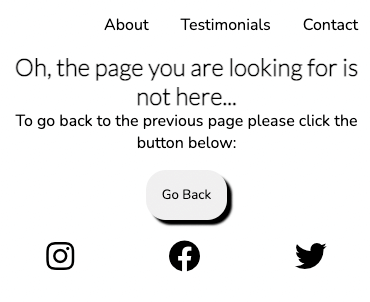 About Testimonials Contact
Oh, the page you are looking for is
not here...
To go back to the previous page please click the
button below:
Go Back